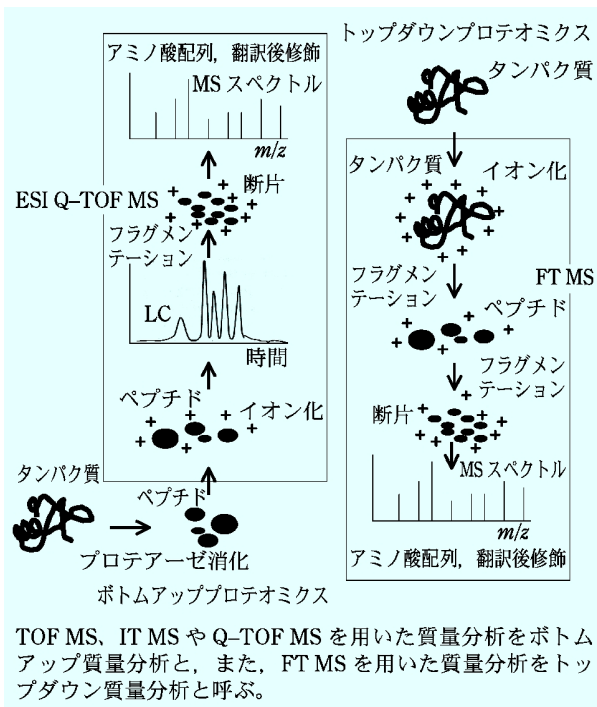 アミノ酸配列，翻訳後修飾
MSスペクトル
m/z
断片
ESI Q–TOF MS
フラグメン
テーション
LC
時間
ペプチド
イオン化
タンパク質
ペプチド
プロテアーゼ消化
ボトムアッププロテオミクス
トップダウンプロテオミクス
タンパク質
タンパク質
イオン化
フラグメン
テーション
FT MS
ペプチド
フラグメン
テーション
断片
MSスペクトル
m/z
アミノ酸配列，翻訳後修飾
TOF MS、IT MS や Q–TOF MS を用いた質量分析をボトム
アップ質量分析と，また，FT MS を用いた質量分析をトッ
プダウン質量分析と呼ぶ。